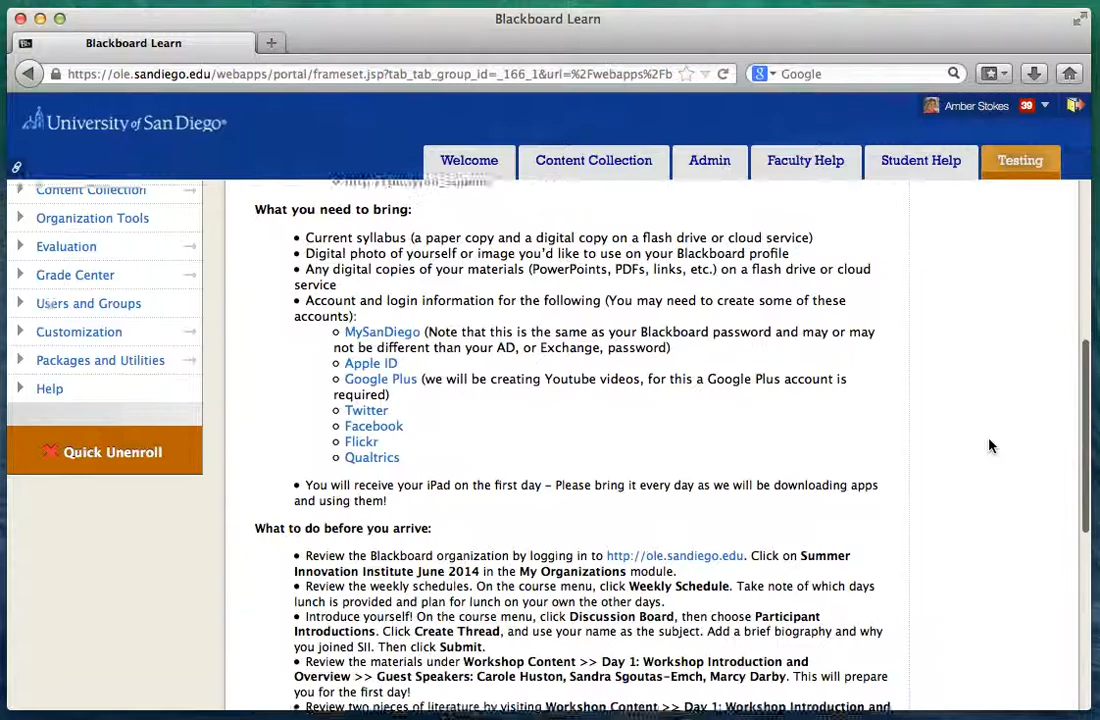 Blackboard Learn
Blackboard Learn
https://ole.sandiego.edu/webapps/portal/frameset.jsp?tab_tab_group_id=_166_1&url=%2Fwebapps%2Fb
Google
University of San Diego
Amber Stokes 39
Welcome
Content Collection
Admin
Faculty Help
Student Help
Testing
Content Collection
Organization Tools
Evaluation
Grade Center
Users and Groups
Customization
Packages and Utilities
Help
Quick Unenroll
What you need to bring:
• Current syllabus (a paper copy and a digital copy on a flash drive or cloud service)
• Digital photo of yourself or image you'd like to use on your Blackboard profile
• Any digital copies of your materials (PowerPoints, PDFs, links, etc.) on a flash drive or cloud
service
• Account and login information for the following (You may need to create some of these
accounts):
MySanDiego (Note that this is the same as your Blackboard password and may or may
not be different than your AD, or Exchange, password)
Apple ID
Google Plus (we will be creating Youtube videos, for this a Google Plus account is
required)
Twitter
Facebook
Flickr
Qualtrics
• You will receive your iPad on the first day – Please bring it every day as we will be downloading apps
and using them!
What to do before you arrive:
• Review the Blackboard organization by logging in to http://ole.sandiego.edu. Click on Summer
Innovation Institute June 2014 in the My Organizations module.
• Review the weekly schedules. On the course menu, click Weekly Schedule. Take note of which days
lunch is provided and plan for lunch on your own the other days.
• Introduce yourself! On the course menu, click Discussion Board, then choose Participant
Introductions. Click Create Thread, and use your name as the subject. Add a brief biography and why
you joined SII. Then click Submit.
• Review the materials under Workshop Content >> Day 1: Workshop Introduction and
Overview >> Guest Speakers: Carole Huston, Sandra Sgoutas-Emch, Marcy Darby. This will prepare
you for the first day!
• Review two pieces of literature by visiting Workshop Content >> Day 1: Workshop Introduction and